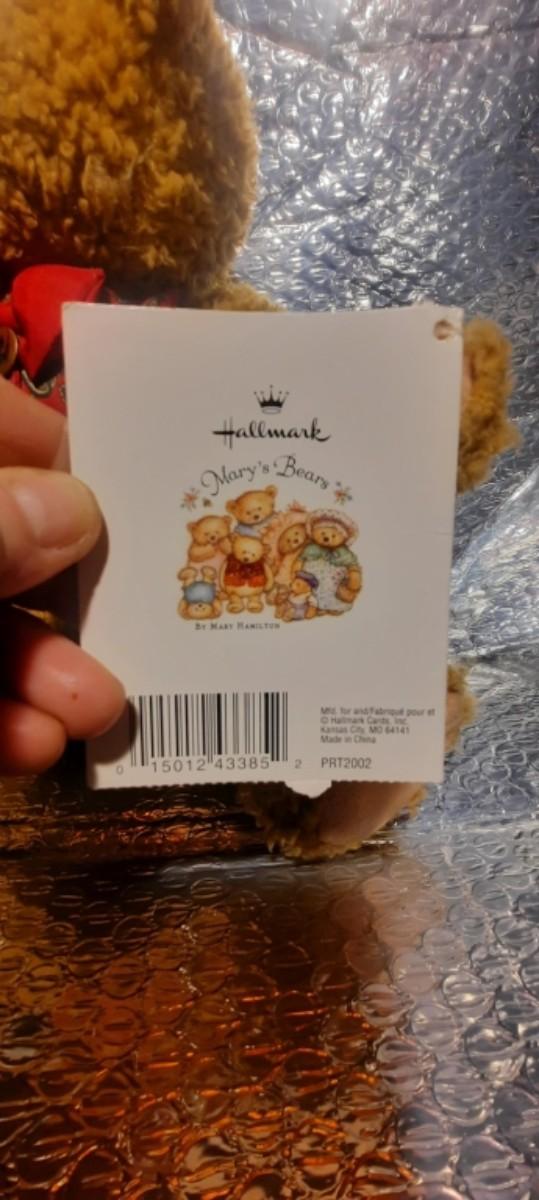 Hallmark
Mary's Bears
BY MARY HAMILTON
Mfd. for and/Fabriqué pour et
© Hallmark Cards, Inc.
Kansas City, MO 64141
Made in China
0 15012 43385 2
PRT2002